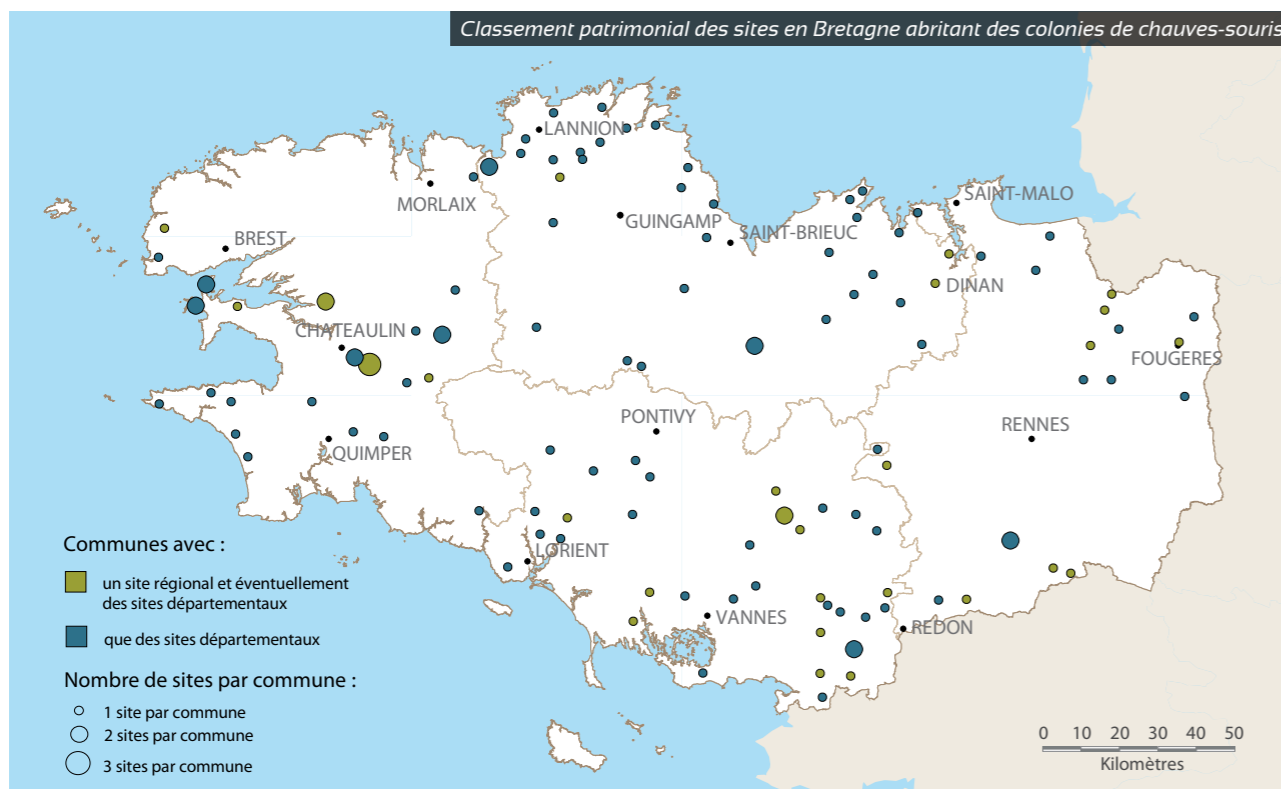 Classement patrimonial des sites en Bretagne abritant des colonies de chauves-souris
LANNION
MORLAIX
SAINT-MALO
GUINGAMP
BREST
SAINT-BRIEUC
DINAN
CHATEAULIN
FOUGERES
PONTIVY
RENNES
QUIMPER
LORIENT
VANNES
REDON
Communes avec :
un site régional et éventuellement
des sites départementaux
que des sites départementaux
Nombre de sites par commune :
1 site par commune
2 sites par commune
3 sites par commune
0 10 20 30 40 50
Kilomètres